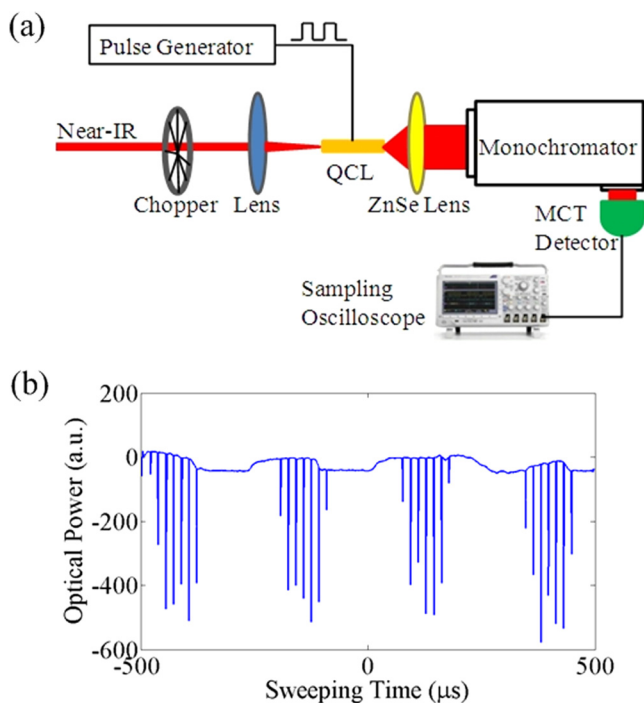 (a)
Pulse Generator
Near-IR
Chopper
Lens
QCL
ZnSe Lens
Monochromator
MCT
Detector
Sampling
Oscilloscope
(b)
Optical Power (a.u.)
200
0
-200
-400
-600
-500
0
500
Sweeping Time (μs)